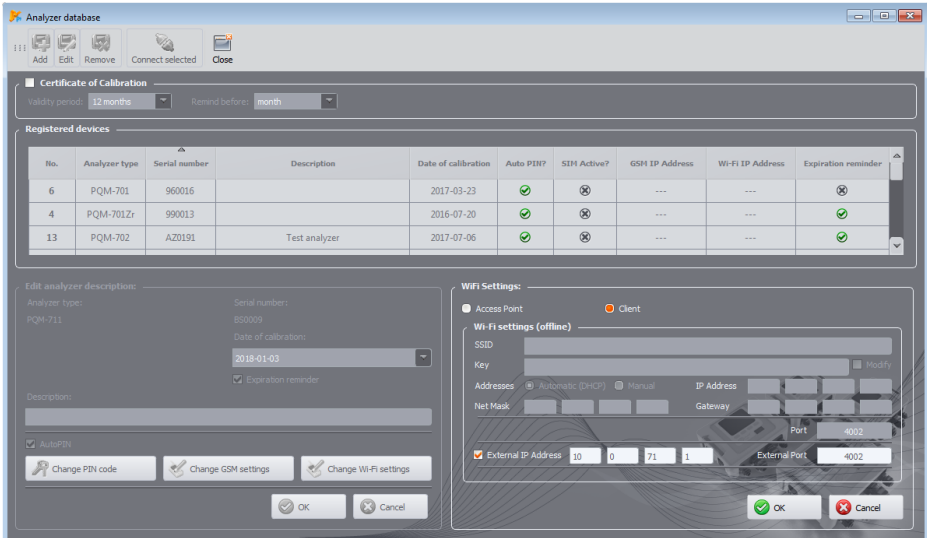 Analyzer database
Add Edit Remove Connect selected Close
Certificate of Calibration
Validity period: 12 months Remind before: month
Registered devices
No. Analyzer type Serial number Description Date of calibration Auto PIN? SIM Active? GSM IP Address Wi-Fi IP Address Expiration reminder
6 PQM-701 960016 2017-03-23 --- ---
4 PQM-701Zr 990013 2016-07-20 --- ---
13 PQM-702 AZ0191 Test analyzer 2017-07-06 --- ---
Edit analyzer description:
Analyzer type: Serial number:
PQM-711 BS0009
Date of calibration:
2018-01-03
Expiration reminder
Description:
AutoPIN
Change PIN code Change GSM settings Change Wi-Fi settings
OK Cancel
WiFi Settings:
Access Point Client
Wi-Fi settings (offline)
SSID
Key Modify
Addresses Automatic (DHCP) Manual IP Address
Net Mask Gateway
Port 4002
External IP Address 10 0 71 1 External Port 4002
OK Cancel